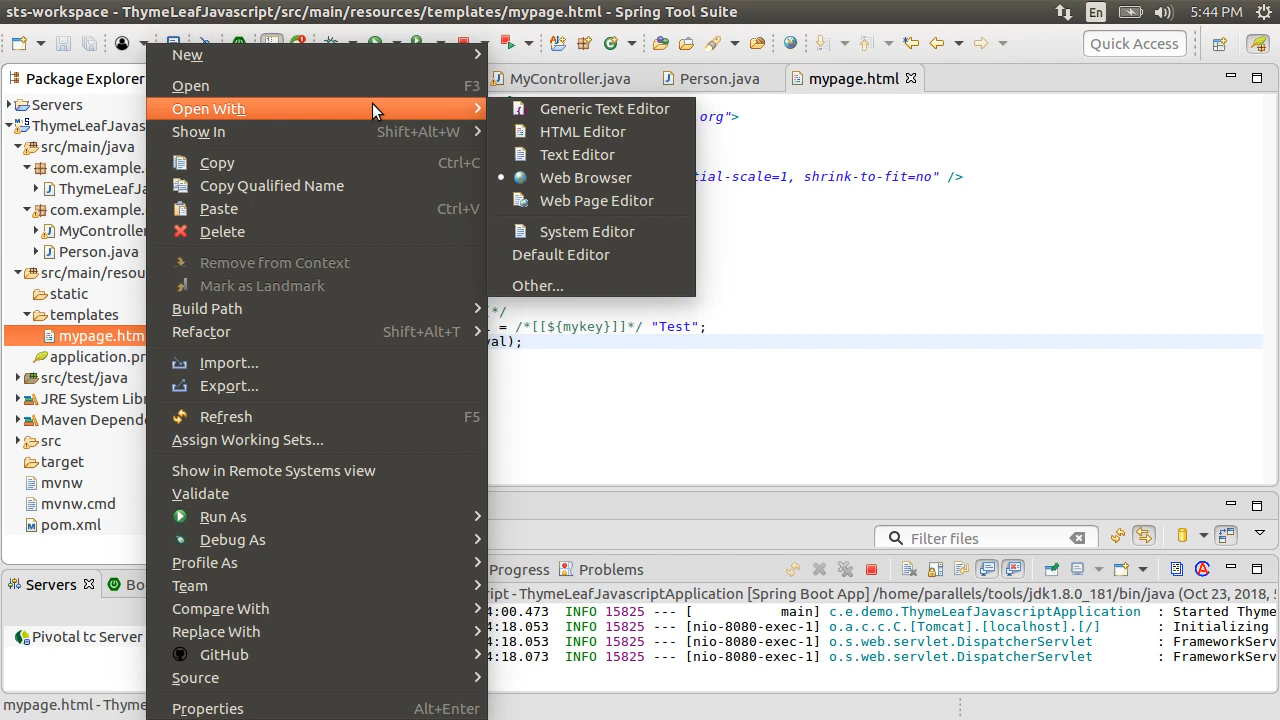 sts-workspace - ThymeLeafJavascript/src/main/resources/templates/mypage.html - Spring Tool Suite
En
5:44 PM
Quick Access
Package Explorer
MyController.java
Person.java
mypage.html
Servers
ThymeLeafJavas
src/main/java
com.example.
ThymeLeafJa
com.example.
MyController
Person.java
src/main/resou
static
templates
mypage.htm
application.pr
src/test/java
JRE System Libr
Maven Depende
src
target
mvnw
mvnw.cmd
pom.xml
New
Open F3
Open With
Show In Shift+Alt+W
Copy Ctrl+C
Copy Qualified Name
Paste Ctrl+V
Delete
Remove from Context
Mark as Landmark
Build Path
Refactor Shift+Alt+T
Import...
Export...
Refresh F5
Assign Working Sets...
Show in Remote Systems view
Validate
Run As
Debug As
Profile As
Team
Compare With
Replace With
GitHub
Source
Properties Alt+Enter
Generic Text Editor
HTML Editor
Text Editor
Web Browser
Web Page Editor
System Editor
Default Editor
Other...
org">
tial-scale=1, shrink-to-fit=no" />
*/
= /*[[${mykey}]]*/ "Test";
val);
Filter files
Servers
Bo
Pivotal tc Server
Progress
Problems
cript - ThymeLeafJavascriptApplication [Spring Boot App] /home/parallels/tools/jdk1.8.0_181/bin/java (Oct 23, 2018,
4:00.473 INFO 15825 --- [ main] c.e.demo.ThymeLeafJavascriptApplication : Started Thyme
4:18.053 INFO 15825 --- [nio-8080-exec-1] o.a.c.c.C.[Tomcat].[localhost].[/] : Initializing
4:18.053 INFO 15825 --- [nio-8080-exec-1] o.s.web.servlet.DispatcherServlet : FrameworkServ
4:18.073 INFO 15825 --- [nio-8080-exec-1] o.s.web.servlet.DispatcherServlet : FrameworkServ
mypage.html - Thyme